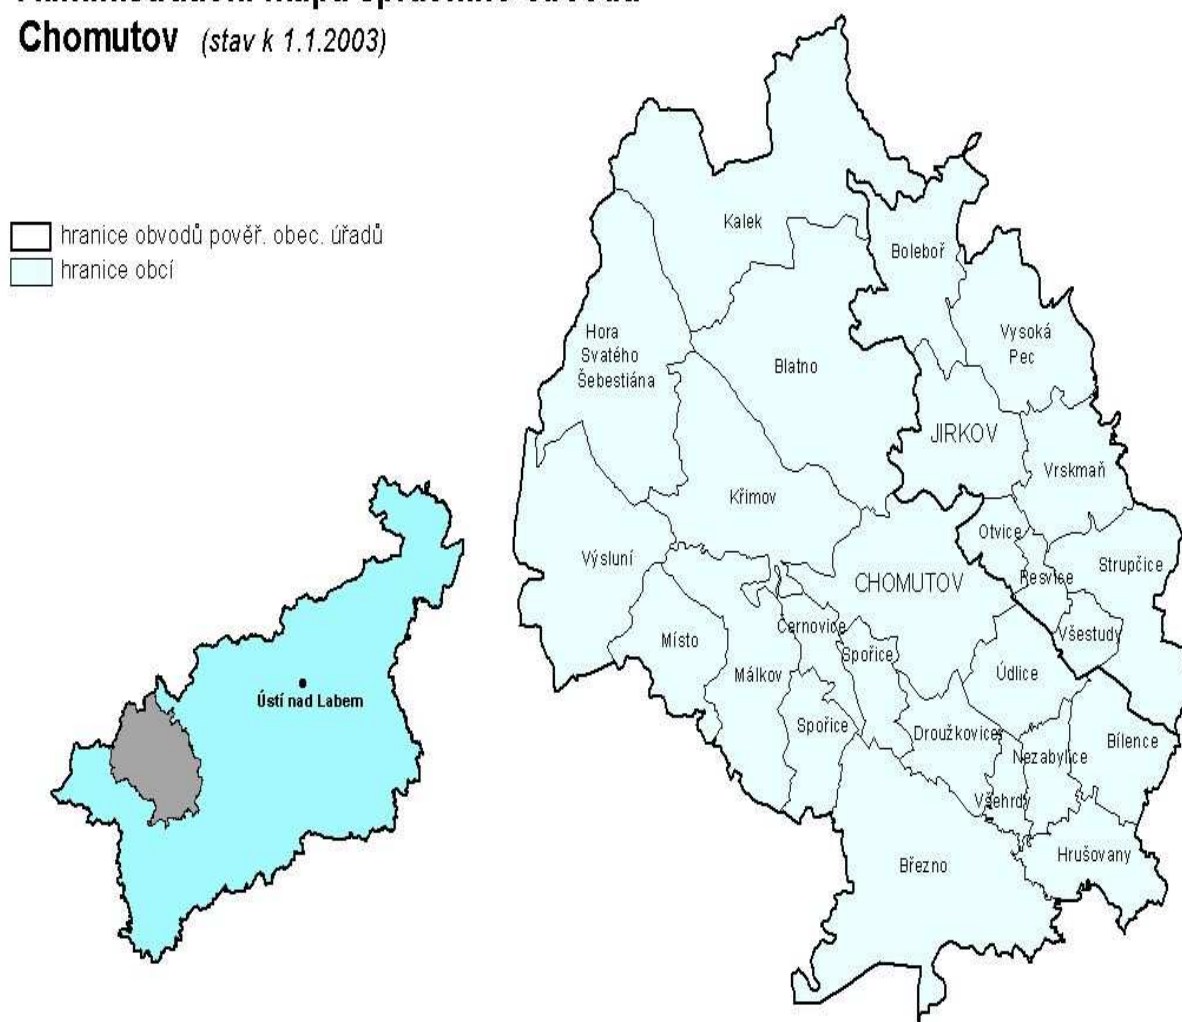 Chomutov (stav k 1.1.2003)
hranice obvodů pověř. obec. úřadů
hranice obcí
Ústí nad Labem
Kalek
Boleboř
Hora
Svatého
Šebestiána
Vysoká
Pec
Blatno
JIRKOV
Vrskmaň
Křimov
Otvice
Výsluní
Strupčice
CHOMUTOV
Pesvice
Černovice
Všestudy
Místo
Spořice
Málkov
Údlice
Spořice
Droužkovice
Bílence
Nezabylice
Všehrdy
Hrušovany
Březno